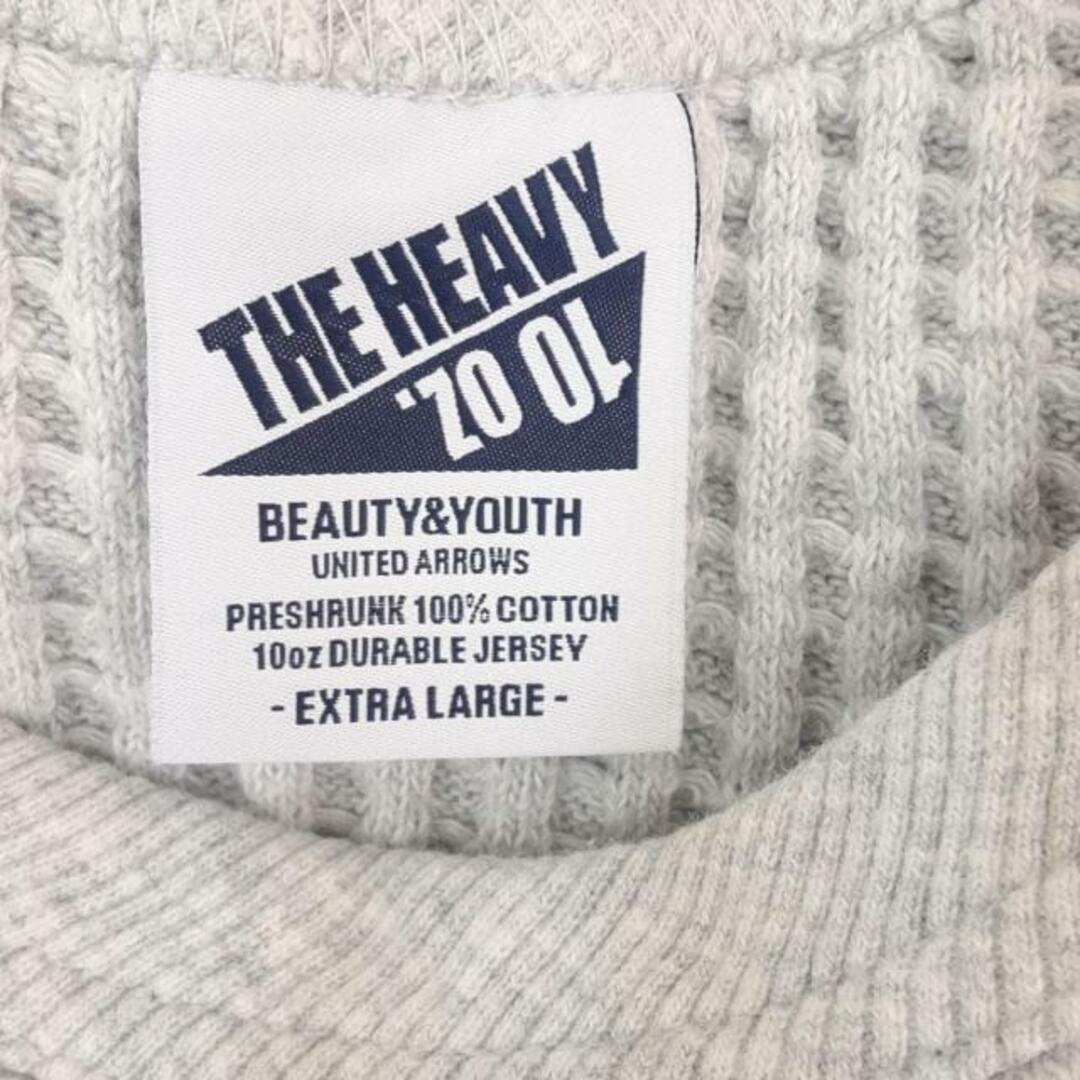 THE HEAVY
10 OZ.
BEAUTY&YOUTH
UNITED ARROWS
PRESHRUNK 100% COTTON
10oz DURABLE JERSEY
- EXTRA LARGE -